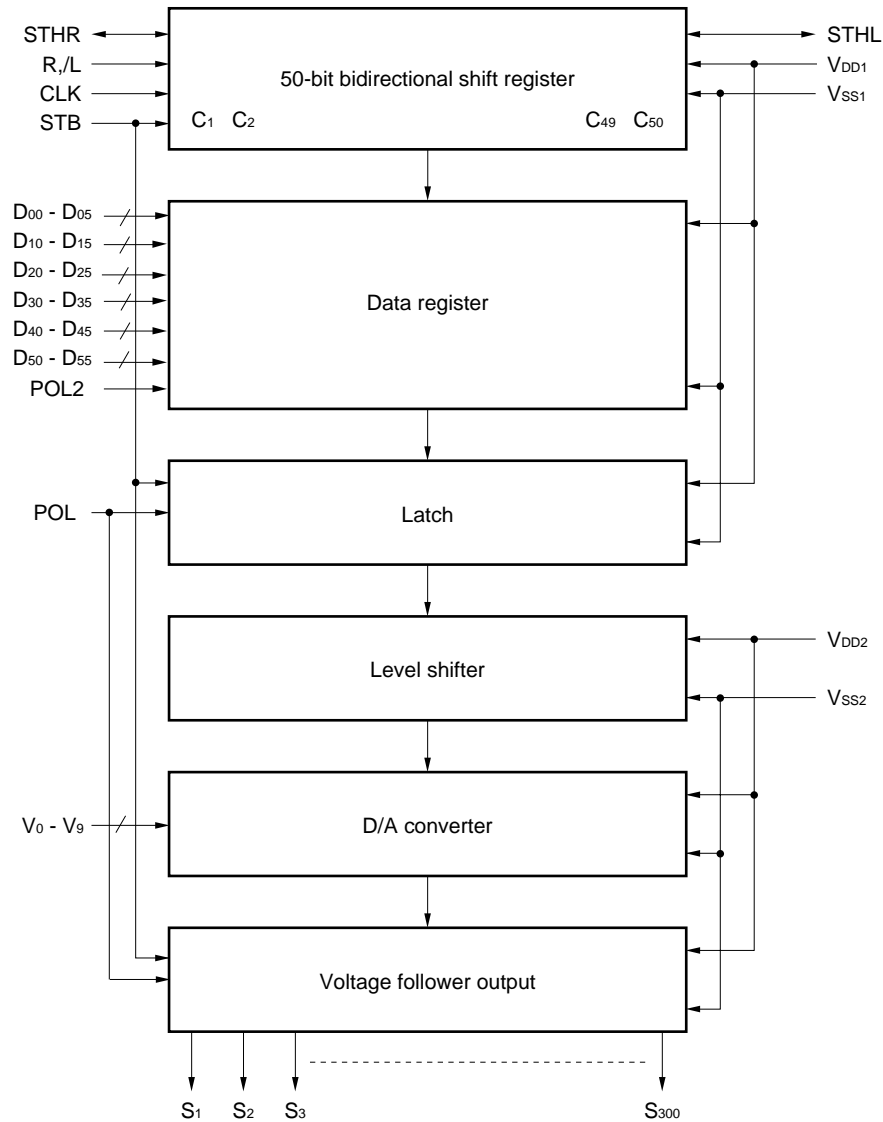 STHR
STHL
R,/L
50-bit bidirectional shift register
VDD1
CLK
VSS1
STB
C1 C2
C49 C50
D00 - D05
D10 - D15
D20 - D25
D30 - D35
Data register
D40 - D45
D50 - D55
POL2
POL
Latch
VDD2
Level shifter
VSS2
V0 - V9
D/A converter
Voltage follower output
S1 S2 S3 S300